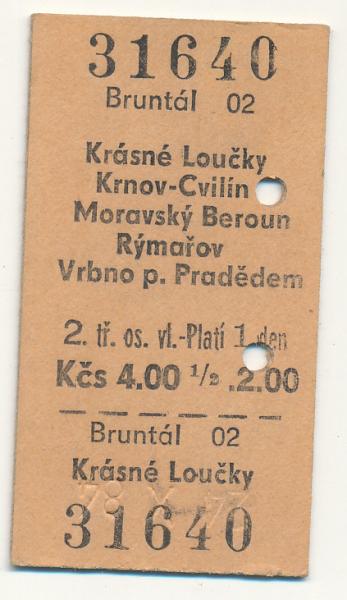 31640
Bruntál 02
Krásné Loučky
Krnov-Cvilín
Moravský Beroun
Rýmařov
Vrbno p. Pradědem
2. tř. os. vl.-Platí 1 den
Kčs 4.00 ½ .2.00
Bruntál 02
Krásné Loučky
31640